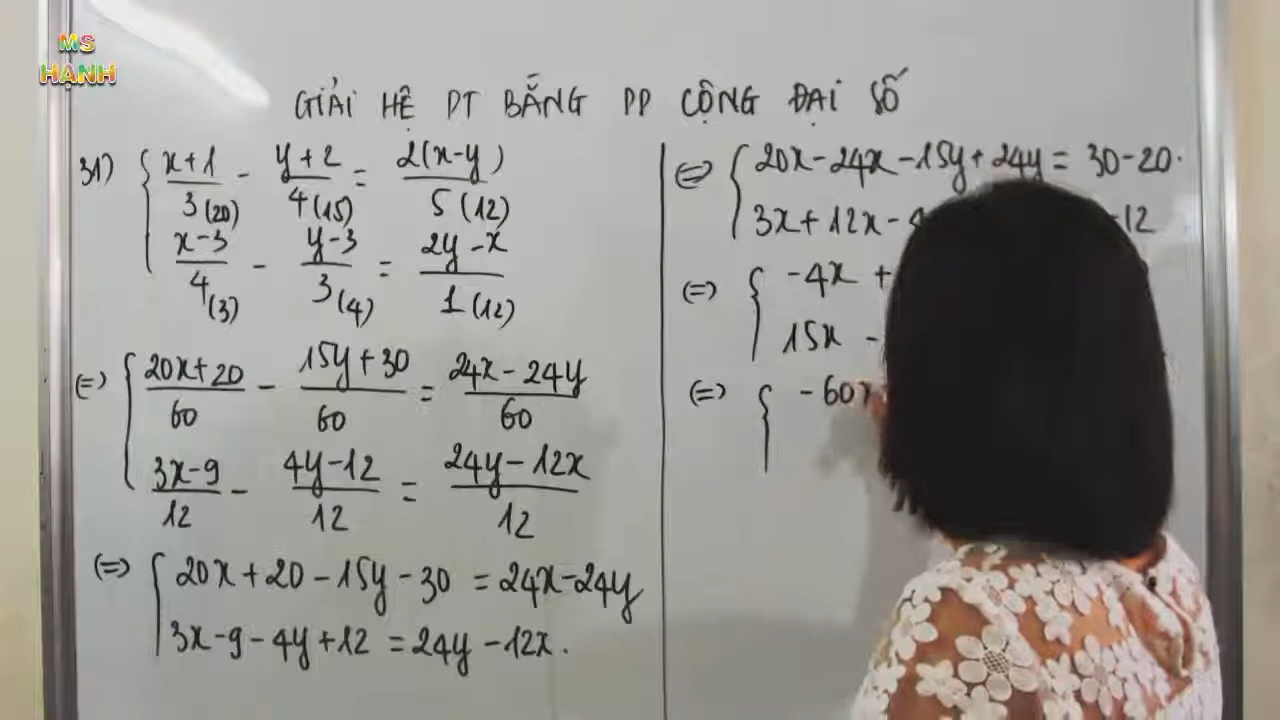 MS
HẠNH
GIẢI HỆ PT BẰNG PP CỘNG ĐẠI SỐ
31) { (x+1)/3(20) - (y+2)/4(15) = 2(x-y)/5(12)
(x-3)/4(3) - (y-3)/3(4) = (2y-x)/1(12)
(=) { (20x+20)/60 - (15y+30)/60 = (24x-24y)/60
(3x-9)/12 - (4y-12)/12 = (24y-12x)/12
(=) { 20x+20-15y-30 = 24x-24y
3x-9-4y+12 = 24y-12x.
(=) { 20x-24x-15y+24y = 30-20.
3x+12x- -12
(=) { -4x +
15x -
(=) { -60x